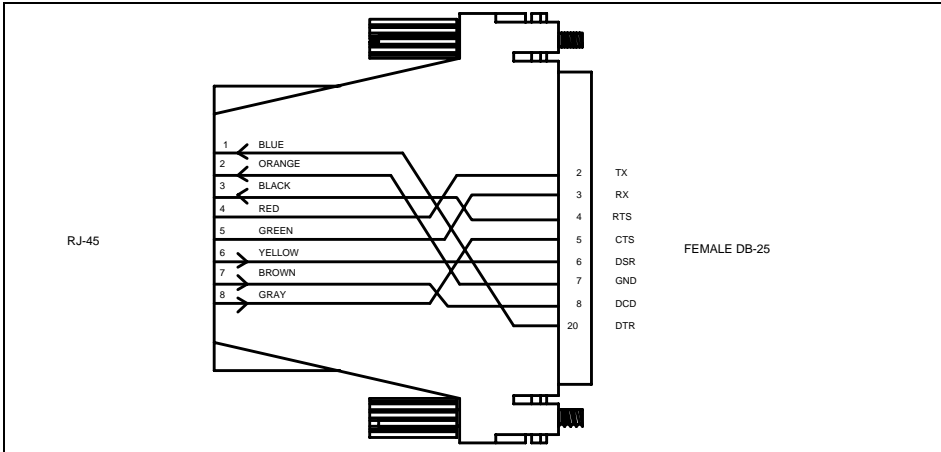 1 BLUE
2 ORANGE
3 BLACK
4 RED
5 GREEN
6 YELLOW
7 BROWN
8 GRAY
RJ-45
2 TX
3 RX
4 RTS
5 CTS
6 DSR
7 GND
8 DCD
20 DTR
FEMALE DB-25